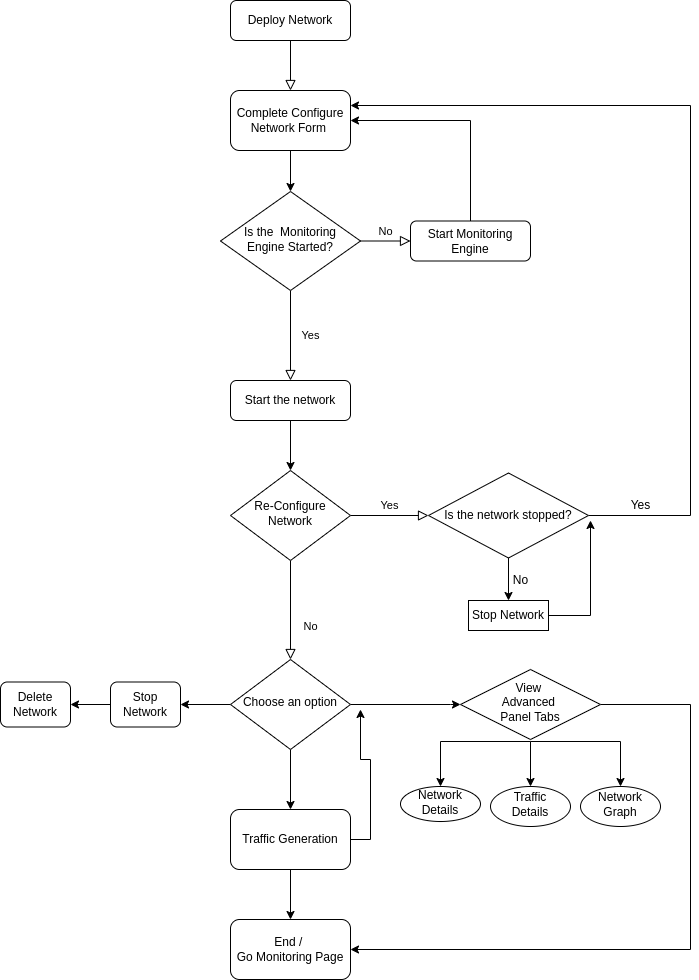 Deploy Network
Complete Configure
Network Form
Is the Monitoring
Engine Started?
No
Start Monitoring
Engine
Yes
Start the network
Re-Configure
Network
Yes
Is the network stopped?
Yes
No
Stop Network
No
Delete
Network
Stop
Network
Choose an option
View
Advanced
Panel Tabs
Network
Details
Traffic
Details
Network
Graph
Traffic Generation
End /
Go Monitoring Page